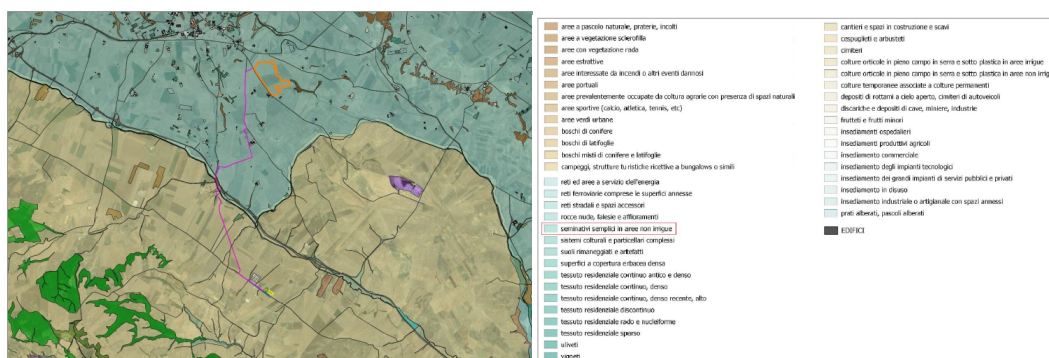 aree a pascolo naturale, praterie, incolti
aree a vegetazione sclerofilla
aree con vegetazione rada
aree estrattive
aree interessate da incendi o altri eventi dannosi
aree portuali
aree prevalentemente occupate da coltura agrarie con presenza di spazi naturali
aree sportive (calcio, atletica, tennis, etc)
aree verdi urbane
boschi di conifere
boschi di latifoglie
boschi misti di conifere e latifoglie
campeggi, strutture turistiche ricettive a bungalows o simili
reti ed aree a servizio dell'energia
reti ferroviarie comprese le superfici annesse
reti stradali e spazi accessori
rocce nude, falesie e affioramenti
seminativi semplici in aree non irrigue
sistemi colturali e particellari complessi
suoli rimaneggiati e artefatti
superfici a copertura erbacea densa
tessuto residenziale continuo antico e denso
tessuto residenziale continuo, denso
tessuto residenziale continuo, denso recente, alto
tessuto residenziale discontinuo
tessuto residenziale rado e nucleiforme
tessuto residenziale sparso
uliveti
vigneti
cantieri e spazi in costruzione e scavi
cespuglieti e arbusteti
cimiteri
colture orticole in pieno campo in serra e sotto plastica in aree irrigue
colture orticole in pieno campo in serra e sotto plastica in aree non irrig
colture temporanee associate a colture permanenti
depositi di rottami a cielo aperto, cimiteri di autoveicoli
discariche e depositi di cave, miniere, industrie
frutteti e frutti minori
insediamenti ospedalieri
insediamenti produttivi agricoli
insediamento commerciale
insediamento degli impianti tecnologici
insediamento dei grandi impianti di servizi pubblici e privati
insediamento in disuso
insediamento industriale o artigianale con spazi annessi
prati alberati, pascoli alberati
EDIFICI